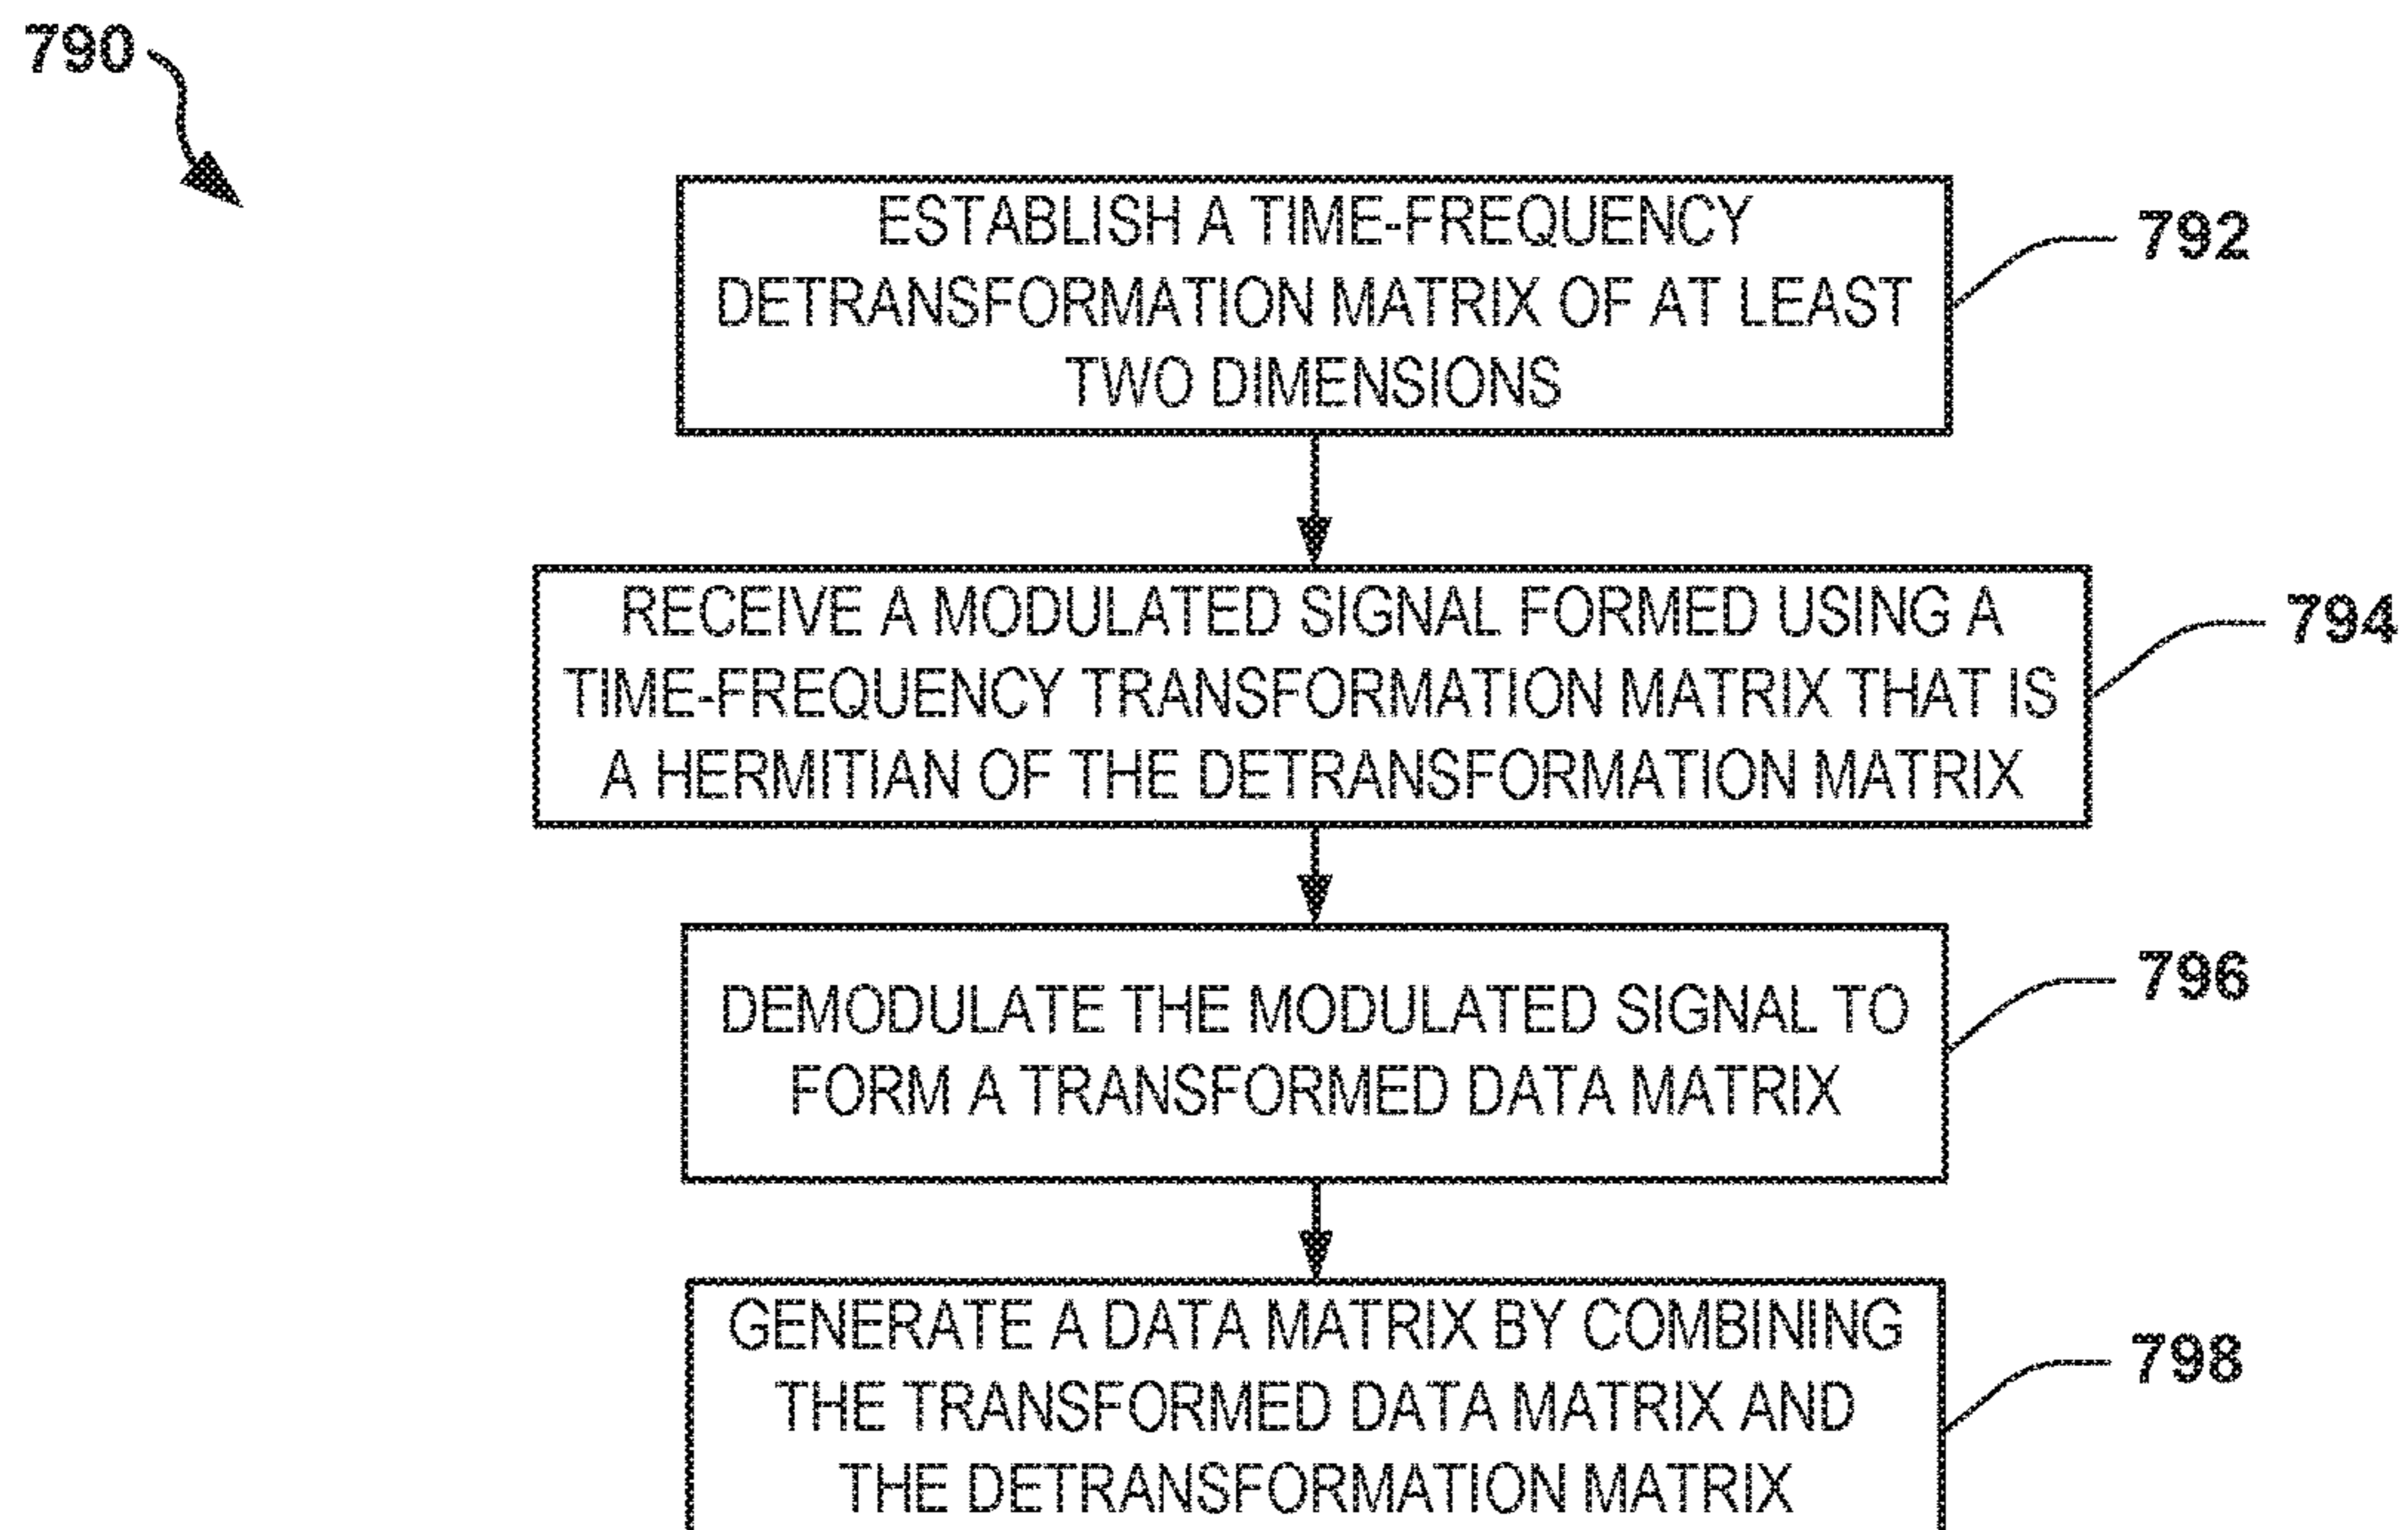 790
ESTABLISH A TIME-FREQUENCY
DETRANSFORMATION MATRIX OF AT LEAST
TWO DIMENSIONS
792
RECEIVE A MODULATED SIGNAL FORMED USING A
TIME-FREQUENCY TRANSFORMATION MATRIX THAT IS
A HERMITIAN OF THE DETRANSFORMATION MATRIX
794
DEMODULATE THE MODULATED SIGNAL TO
FORM A TRANSFORMED DATA MATRIX
796
GENERATE A DATA MATRIX BY COMBINING
THE TRANSFORMED DATA MATRIX AND
THE DETRANSFORMATION MATRIX
798